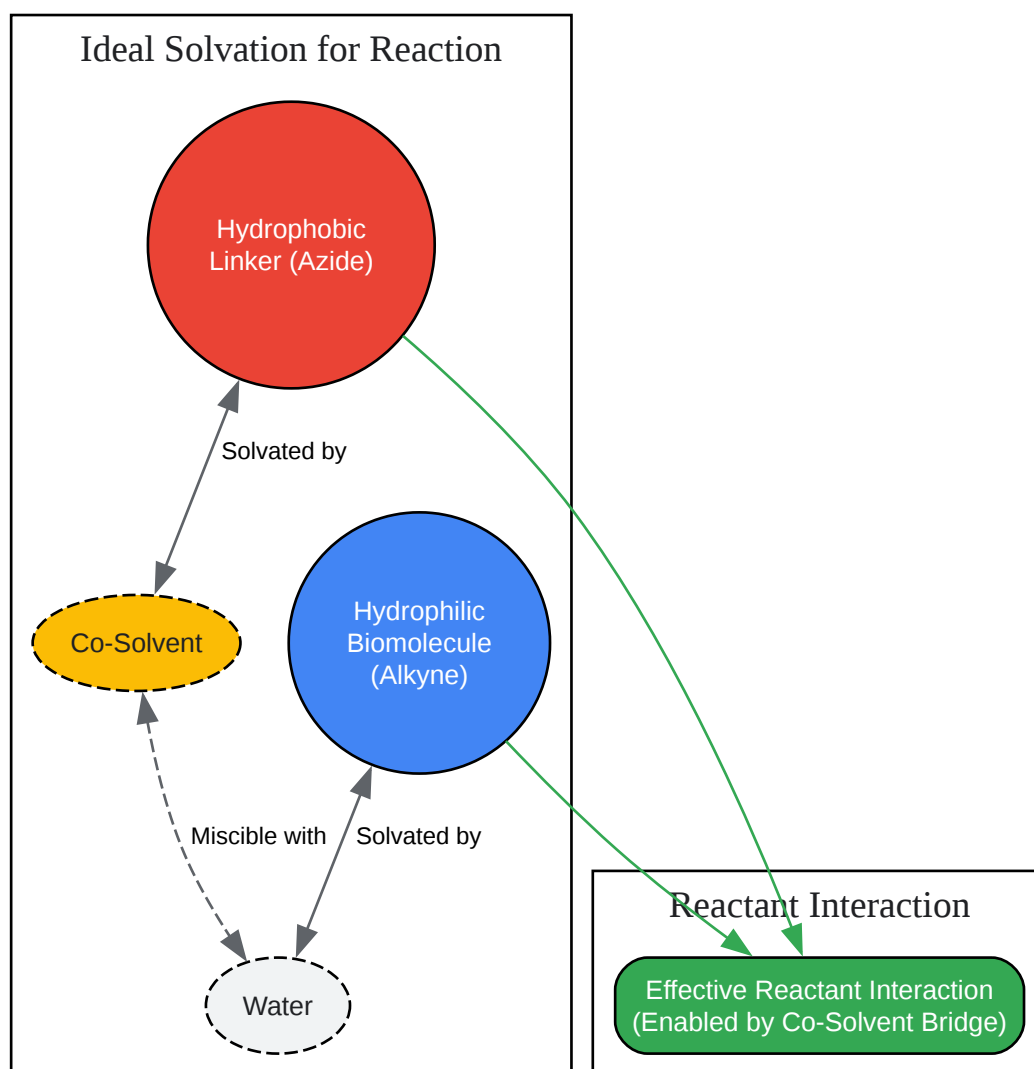 Ideal Solvation for Reaction
Hydrophobic
Linker (Azide)
Solvated by
Co-Solvent
Hydrophilic
Biomolecule
(Alkyne)
Miscible with
Solvated by
Water
Reactant Interaction
Effective Reactant Interaction
(Enabled by Co-Solvent Bridge)